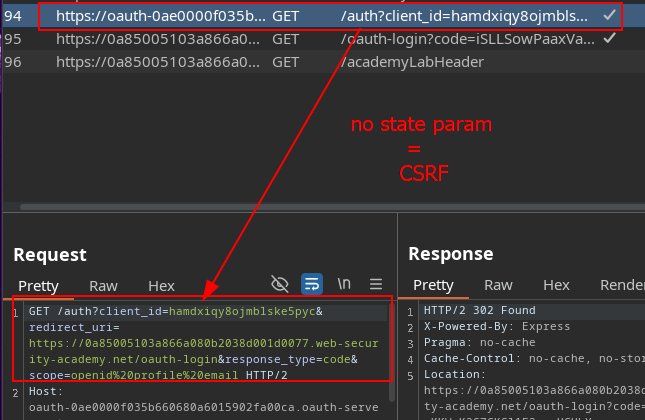 94 https://oauth-0ae0000f035b... GET /auth?client_id=hamdxiqy8ojmbls... ✓
95 https://0a85005103a866a0... GET /oauth-login?code=iSLLSowPaaxVa... ✓
96 https://0a85005103a866a0... GET /academyLabHeader
no state param
=
CSRF
Request
Pretty Raw Hex \n
1 GET /auth?client_id=hamdxiqy8ojmblske5pyc&
redirect_uri=
https://0a85005103a866a080b2038d001d0077.web-secur
ity-academy.net/oauth-login&response_type=code&
scope=openid%20profile%20email HTTP/2
2 Host:
oauth-0ae0000f035b660680a6015902fa00ca.oauth-serve
Response
Pretty Raw Hex Render
1 HTTP/2 302 Found
2 X-Powered-By: Express
3 Pragma: no-cache
4 Cache-Control: no-cache, no-sto
5 Location:
https://0a85005103a866a080b2038d
ty-academy.net/oauth-login?code=